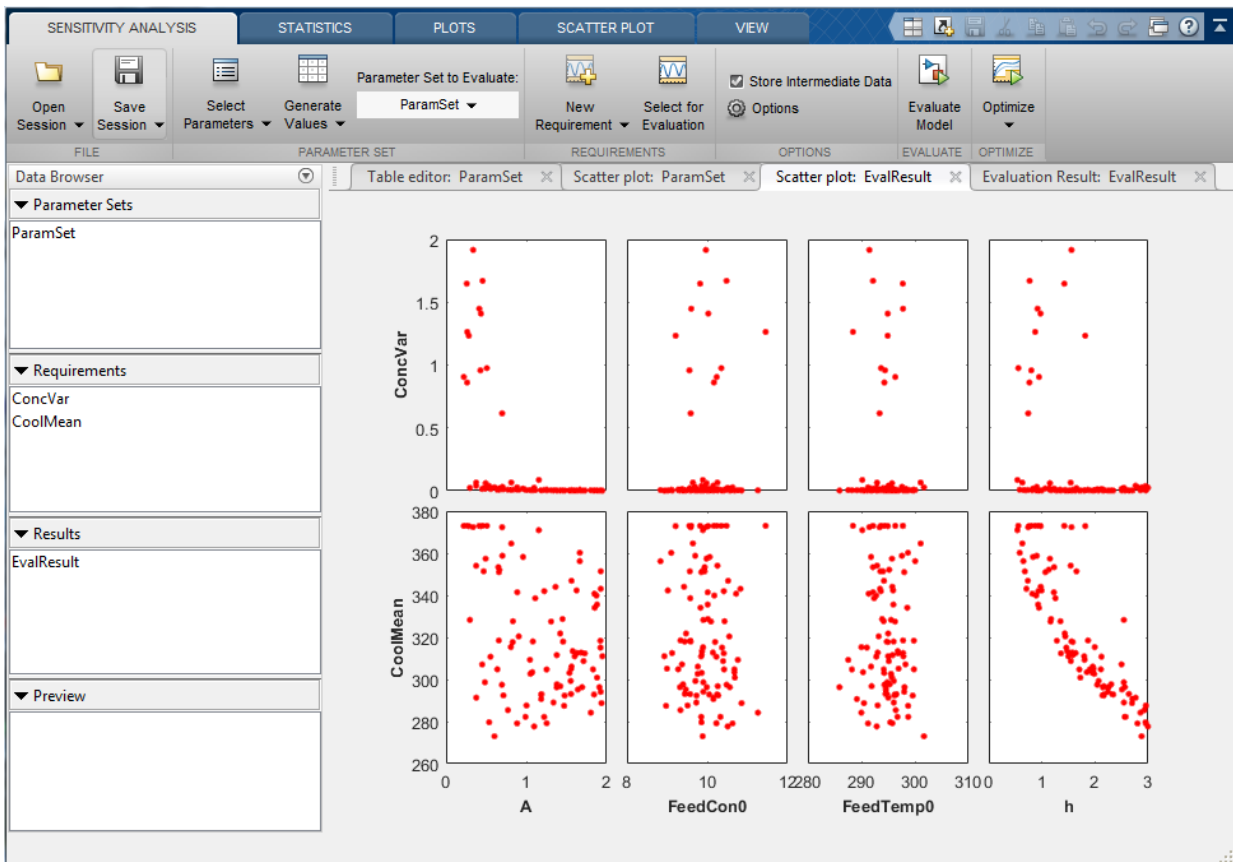 SENSITIVITY ANALYSIS STATISTICS PLOTS SCATTER PLOT VIEW
Open Session
Save Session
Select Parameters
Generate Values
Parameter Set to Evaluate:
ParamSet
New Requirement
Select for Evaluation
Store Intermediate Data
Options
Evaluate Model
Optimize
FILE PARAMETER SET REQUIREMENTS OPTIONS EVALUATE OPTIMIZE
Data Browser
Table editor: ParamSet Scatter plot: ParamSet Scatter plot: EvalResult Evaluation Result: EvalResult
Parameter Sets
ParamSet
Requirements
ConcVar
CoolMean
Results
EvalResult
Preview
ConcVar
2
1.5
1
0.5
0
CoolMean
380
360
340
320
300
280
260
0 1 2 8 10 12 280 290 300 310 0 1 2 3
A FeedCon0 FeedTemp0 h